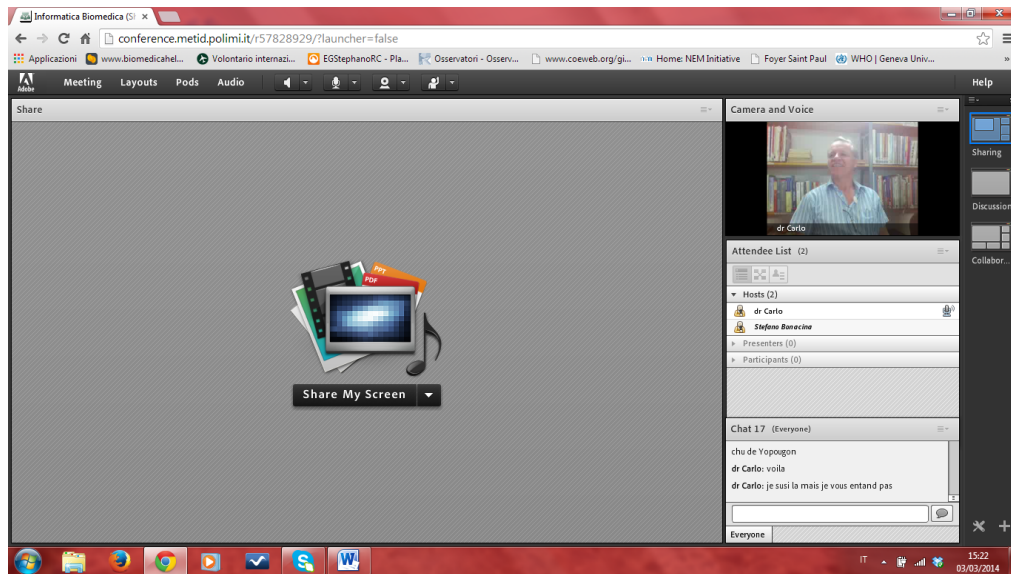 Informatica Biomedica (SI
conference.metid.polimi.it/r57828929/?launcher=false
Applicazioni www.biomedicahel... Volontario internazi... EGStephanoRC - Pla... Osservatori - Osserv... www.coeweb.org/gi... Home: NEM Initiative Foyer Saint Paul WHO | Geneva Univ... »
Adobe Meeting Layouts Pods Audio Help
Share
Camera and Voice
dr Carlo
Sharing
Discussion
Collabor...
Attendee List (2)
Hosts (2)
dr Carlo
Stefano Bonacina
Presenters (0)
Participants (0)
PPT
PDF
Share My Screen
Chat 17 (Everyone)
chu de Yopougon
dr Carlo: voila
dr Carlo: je susi la mais je vous entand pas
Everyone
IT
15:22
03/03/2014